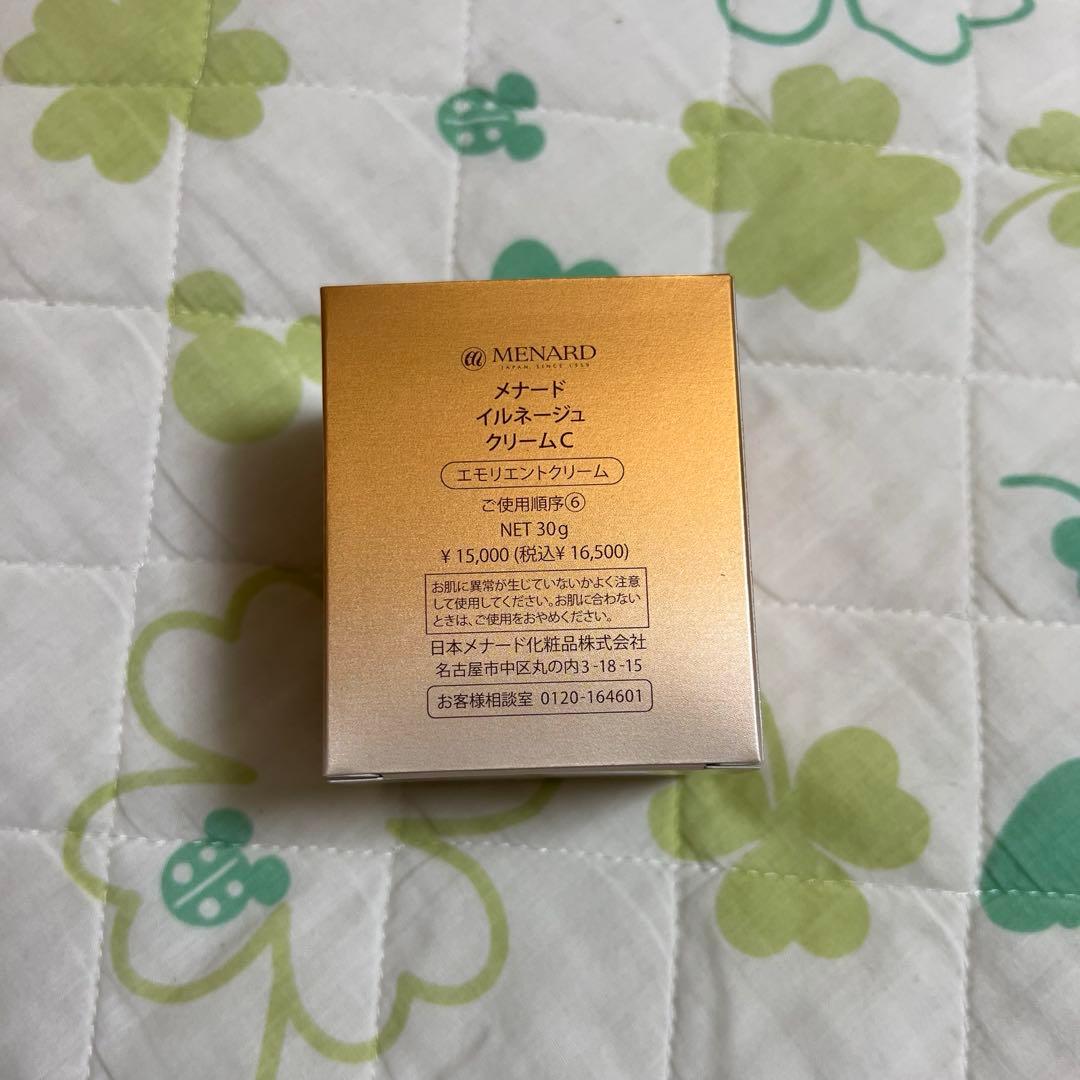 MENARD
JAPAN, SINCE 1959
メナード
イルネージュ
クリームC
エモリエントクリーム
ご使用順序⑥
NET 30g
¥ 15,000 (税込¥ 16,500)
お肌に異常が生じていないかよく注意
して使用してください。お肌に合わない
ときは、ご使用をおやめください。
日本メナード化粧品株式会社
名古屋市中区丸の内3-18-15
お客様相談室 0120-164601